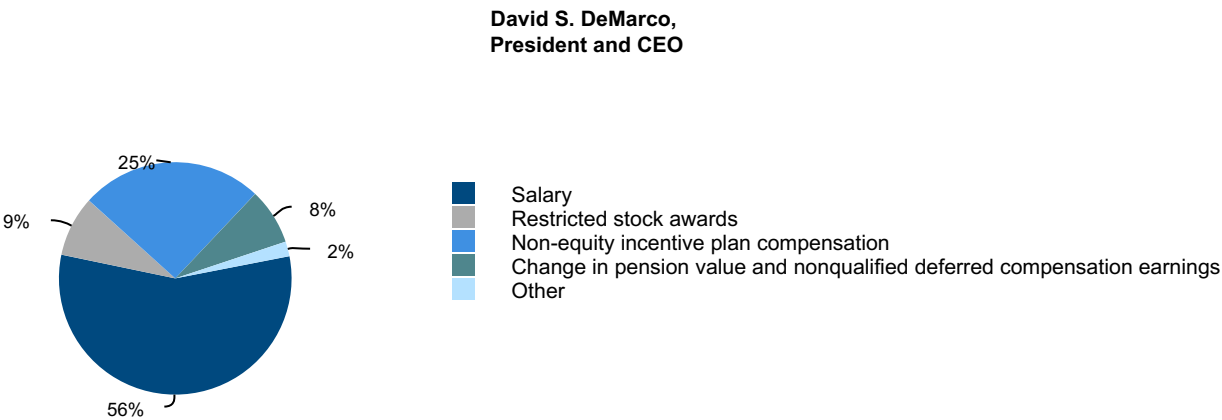 David S. DeMarco,
President and CEO
25%
9%
8%
2%
56%
Salary
Restricted stock awards
Non-equity incentive plan compensation
Change in pension value and nonqualified deferred compensation earnings
Other